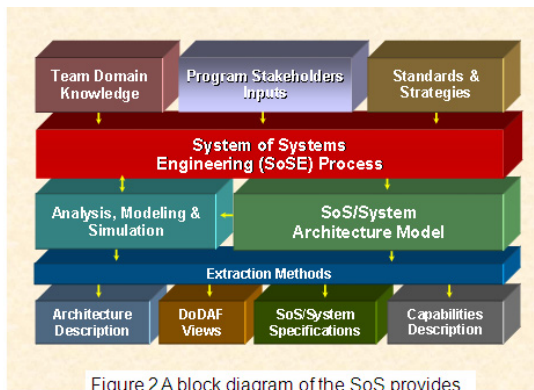 Team Domain
Knowledge
Program Stakeholders
Inputs
Standards &
Strategies
System of Systems
Engineering (SoSE) Process
Analysis, Modeling &
Simulation
SoS/System
Architecture Model
Extraction Methods
Architecture
Description
DoDAF
Views
SoS/System
Specifications
Capabilities
Description
Figure 2 A block diagram of the SoS provides